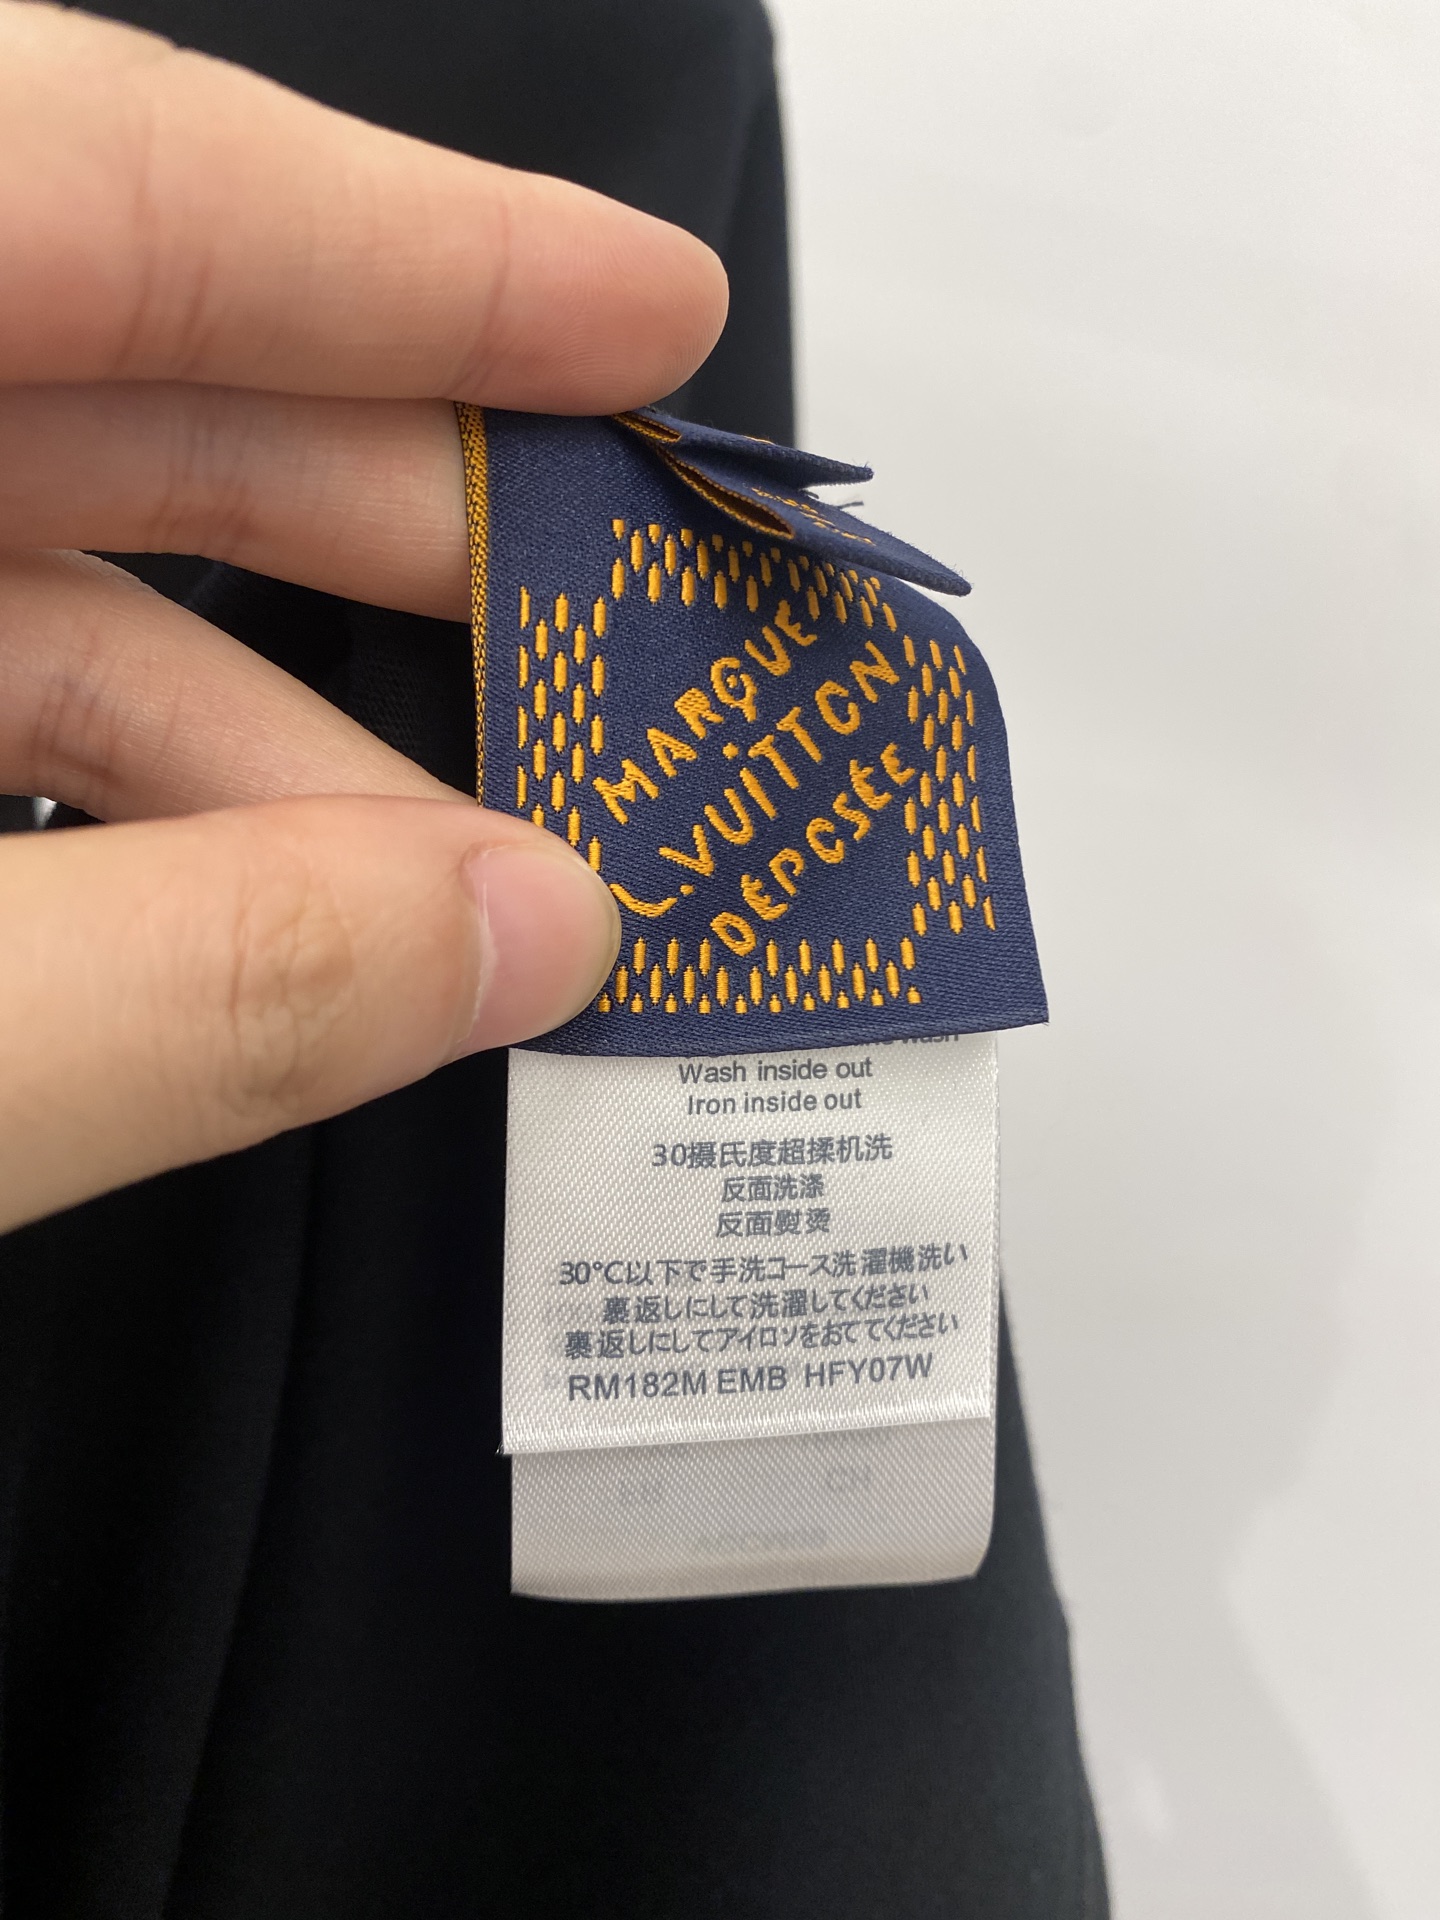 MARQUE
L.VUITTON
DÉPOSÉE
wash
Wash inside out
Iron inside out
30摄氏度超揉机洗
反面洗涤
反面熨烫
30°C以下で手洗コース洗濯機洗い
裏返しにして洗濯してください
裏返しにしてアイロソをおててください
RM182M EMB HFY07W